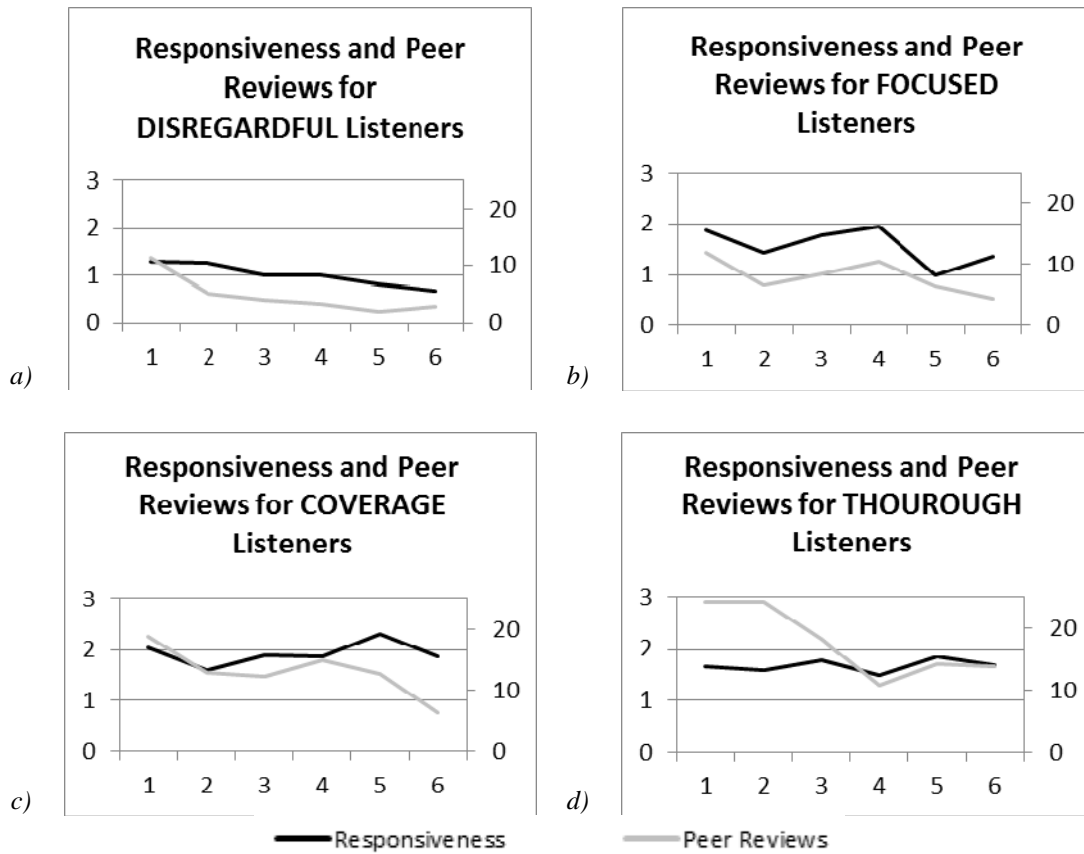 Responsiveness and Peer
Reviews for
DISREGARDFUL Listeners
3
2
1
0
20
10
0
1 2 3 4 5 6
a)
Responsiveness and Peer
Reviews for FOCUSED
Listeners
3
2
1
0
20
10
0
1 2 3 4 5 6
b)
Responsiveness and Peer
Reviews for COVERAGE
Listeners
3
2
1
0
20
10
0
1 2 3 4 5 6
c)
Responsiveness and Peer
Reviews for THOUROUGH
Listeners
3
2
1
0
20
10
0
1 2 3 4 5 6
d)
Responsiveness Peer Reviews